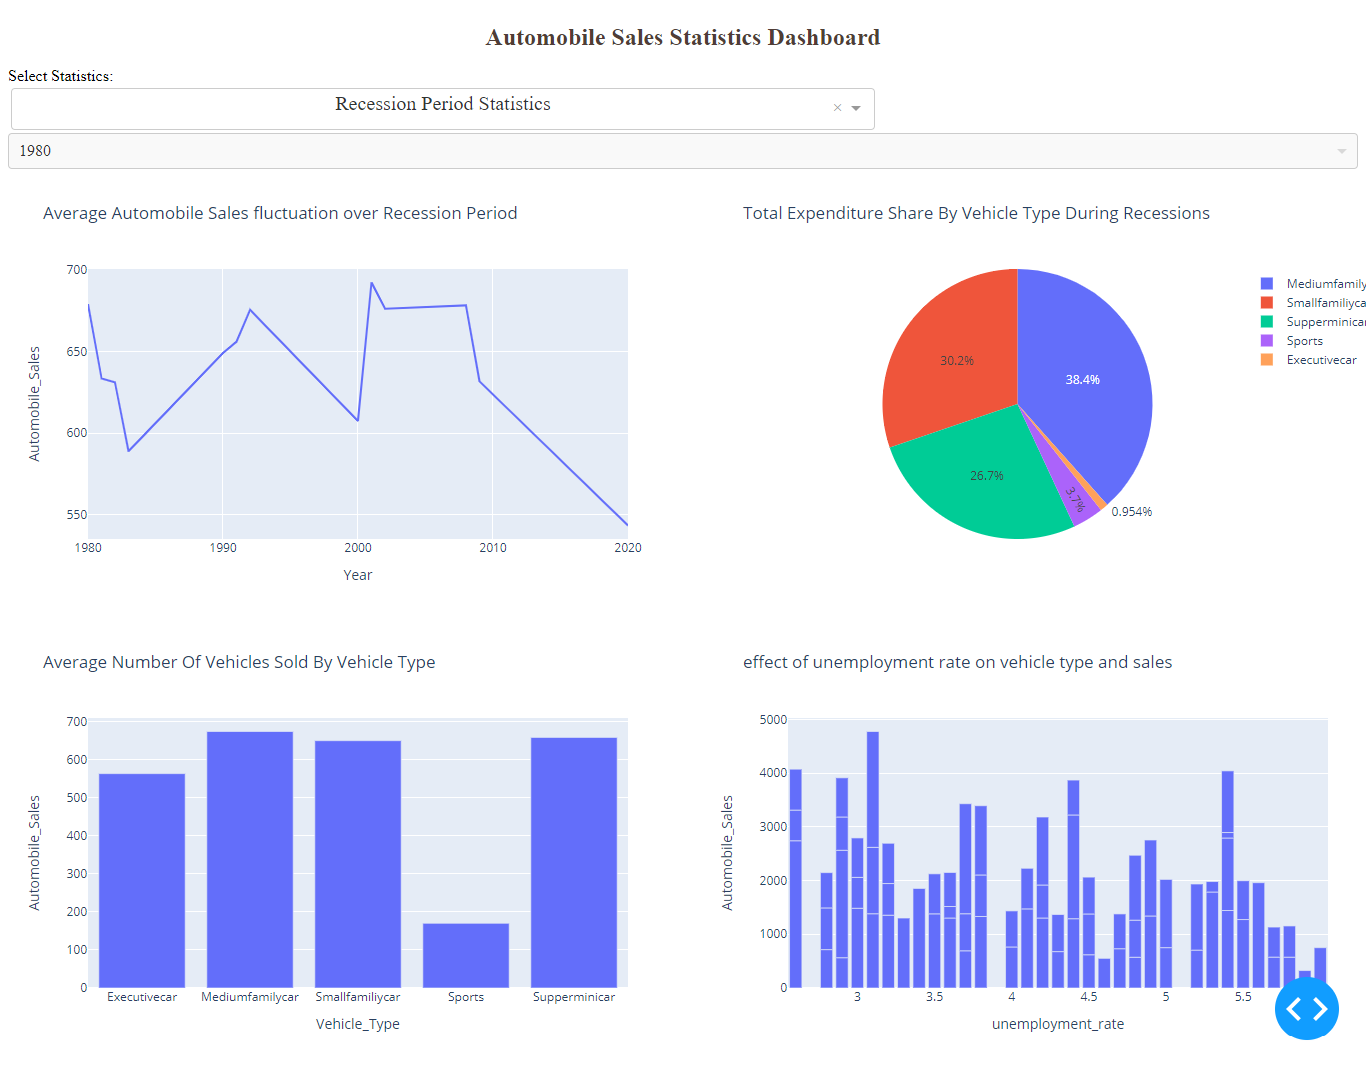 Automobile Sales Statistics Dashboard
Select Statistics:
Recession Period Statistics
×
1980
Average Automobile Sales fluctuation over Recession Period
700
650
600
550
Automobile_Sales
1980 1990 2000 2010 2020
Year
Total Expenditure Share By Vehicle Type During Recessions
38.4%
30.2%
26.7%
3.7%
0.954%
Mediumfamily
Smallfamiliyca
Supperminicar
Sports
Executivecar
Average Number Of Vehicles Sold By Vehicle Type
700
600
500
400
300
200
100
0
Automobile_Sales
Executivecar Mediumfamilycar Smallfamiliycar Sports Supperminicar
Vehicle_Type
effect of unemployment rate on vehicle type and sales
5000
4000
3000
2000
1000
0
Automobile_Sales
3 3.5 4 4.5 5 5.5
unemployment_rate